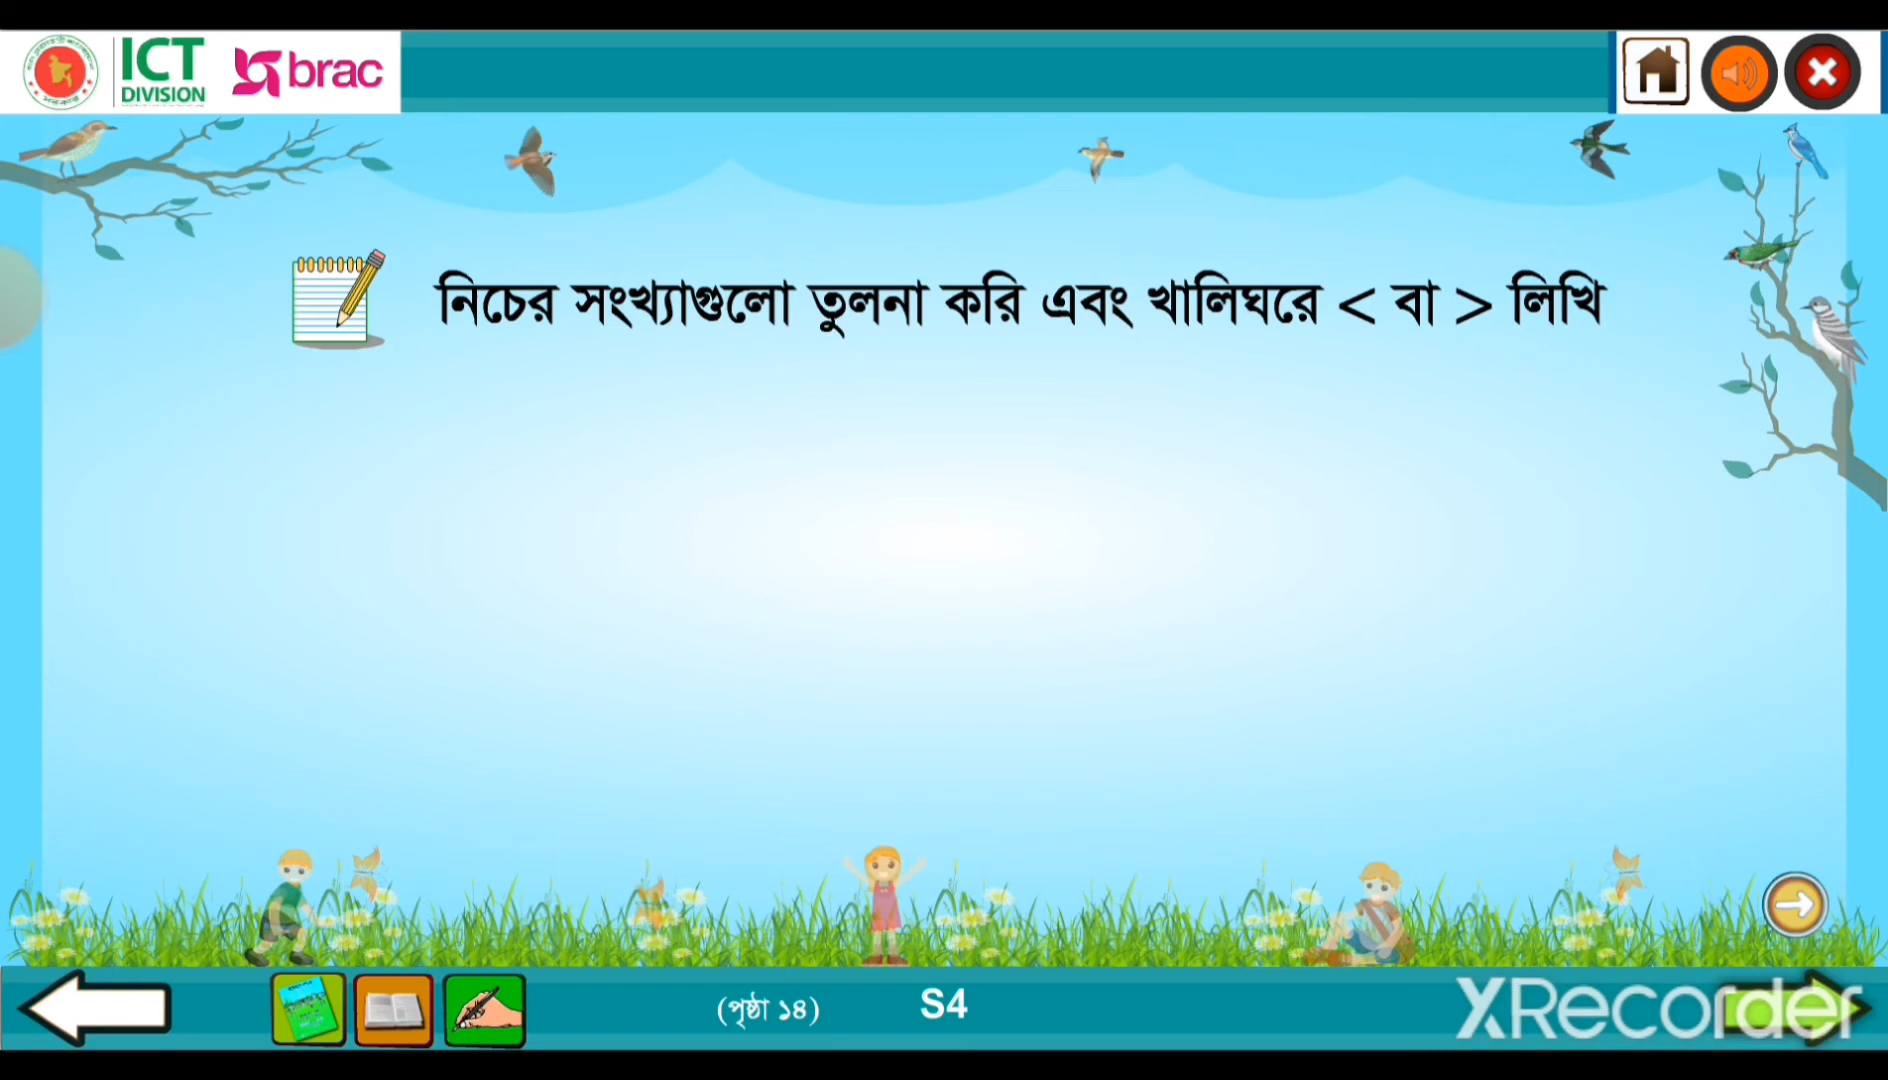 ICT
DIVISION
brac
নিচের সংখ্যাগুলো তুলনা করি এবং খালিঘরে < বা > লিখি
(পৃষ্ঠা ১৪)
S4
XRecorder